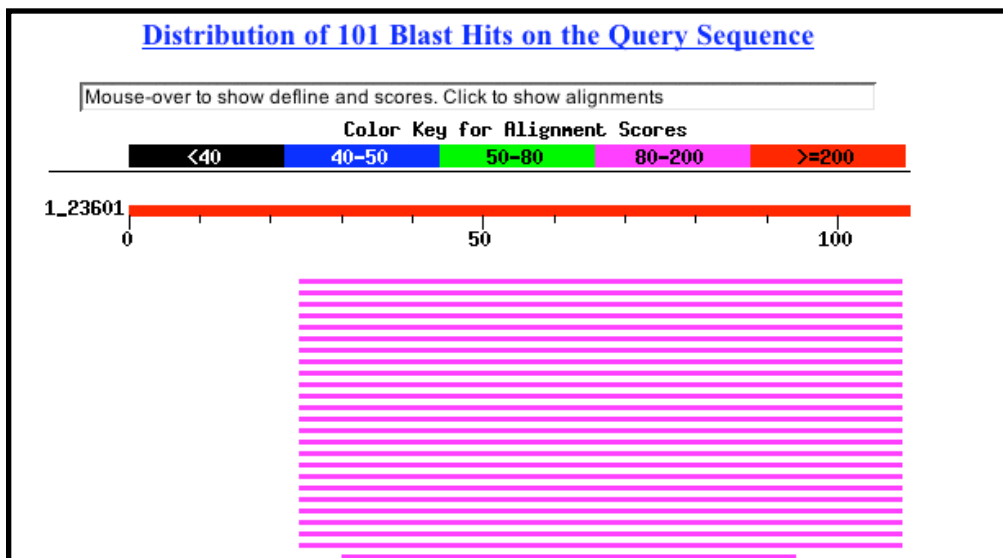 Distribution of 101 Blast Hits on the Query Sequence
Mouse-over to show defline and scores. Click to show alignments
Color Key for Alignment Scores
<40 40-50 50-80 80-200 >=200
1_23601
0 50 100